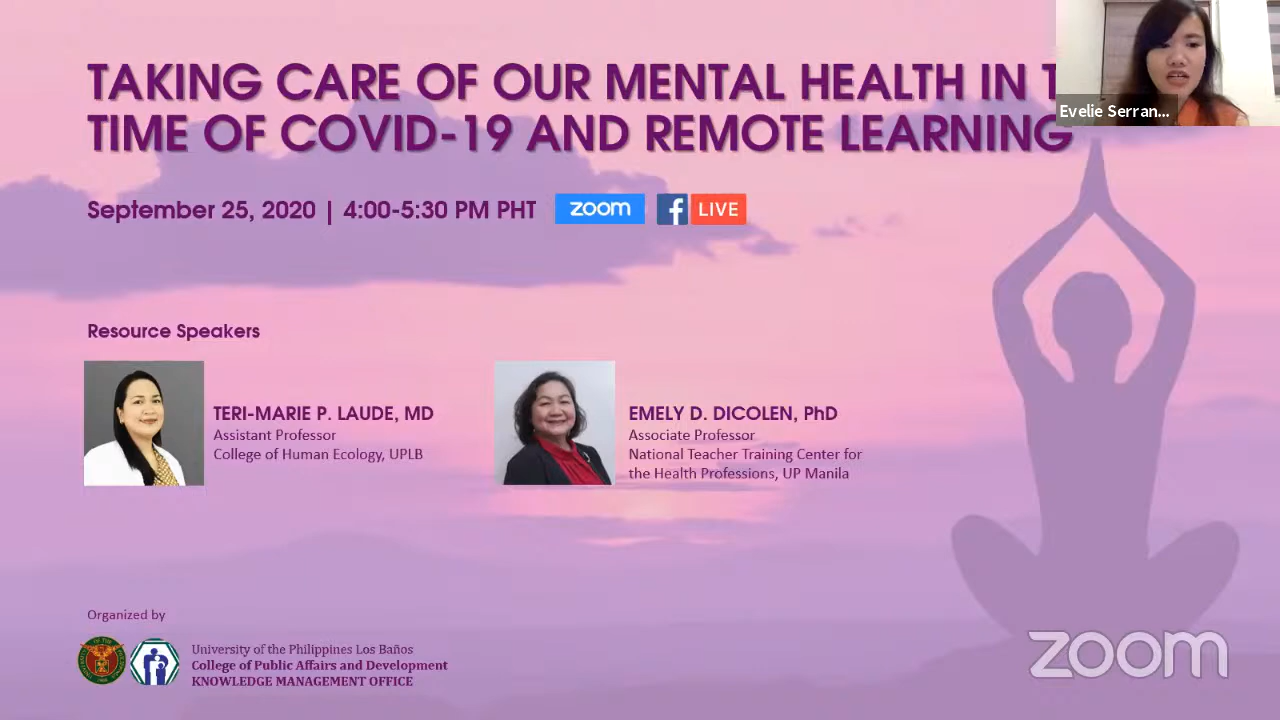 TAKING CARE OF OUR MENTAL HEALTH IN T
TIME OF COVID-19 AND REMOTE LEARNING
Evelie Serran...
September 25, 2020 | 4:00-5:30 PM PHT
zoom
f LIVE
Resource Speakers
TERI-MARIE P. LAUDE, MD
Assistant Professor
College of Human Ecology, UPLB
EMELY D. DICOLEN, PhD
Associate Professor
National Teacher Training Center for
the Health Professions, UP Manila
Organized by
University of the Philippines Los Baños
College of Public Affairs and Development
KNOWLEDGE MANAGEMENT OFFICE
zoom